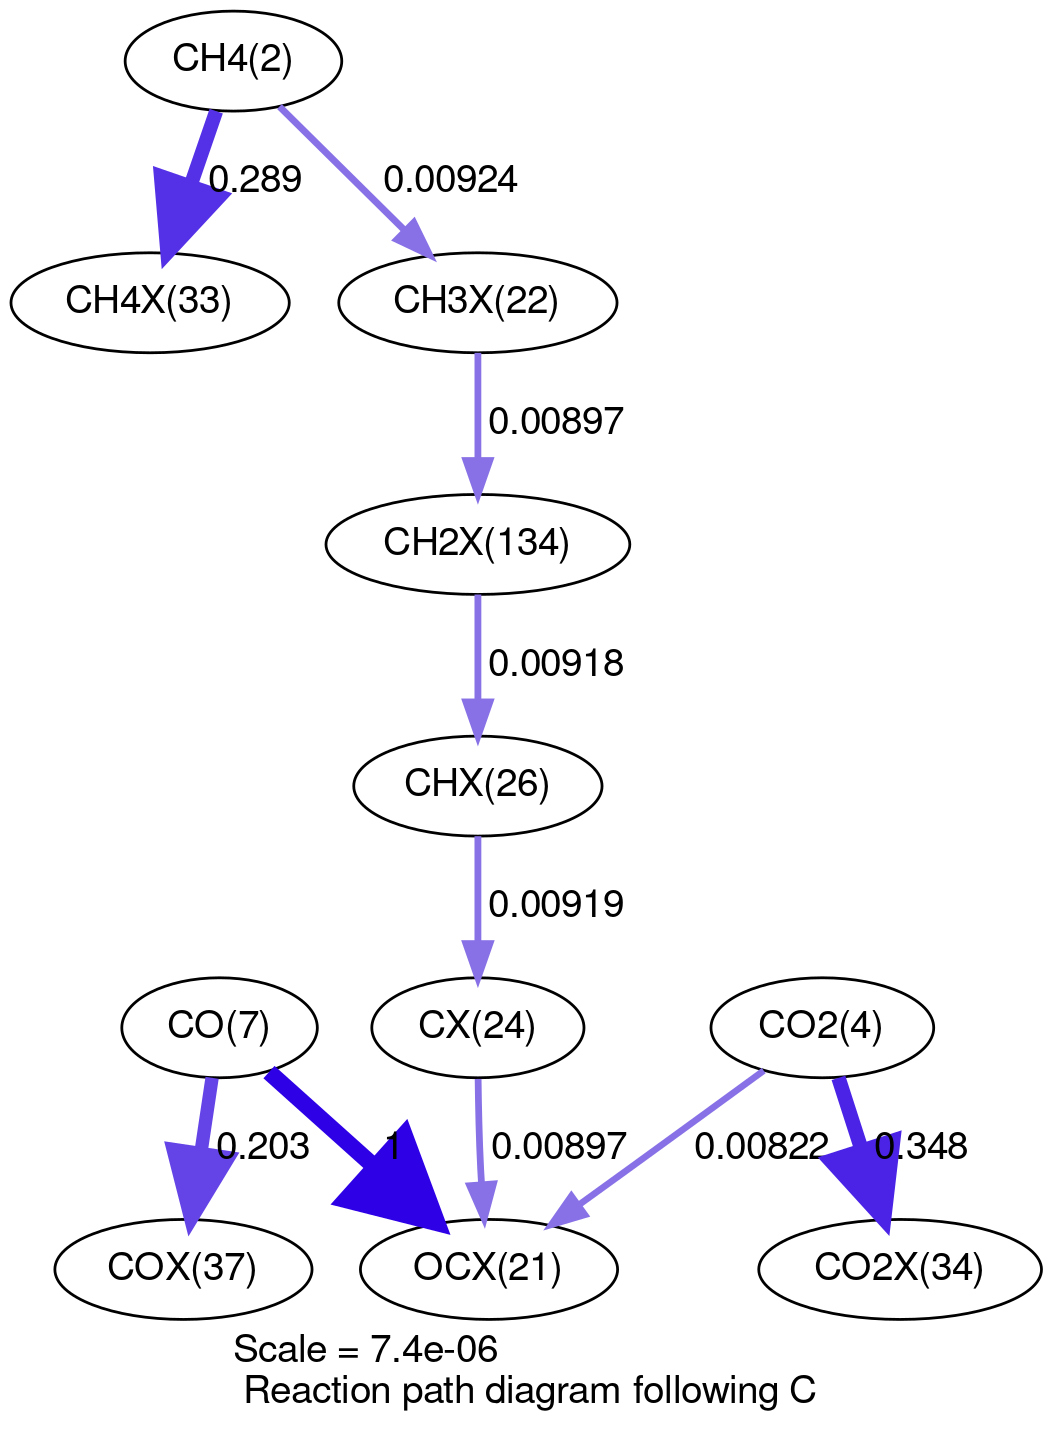 CH4(2)
0.289
0.00924
CH4X(33)
CH3X(22)
0.00897
CH2X(134)
0.00918
CHX(26)
0.00919
CO(7)
CX(24)
CO2(4)
0.203
1
0.00897
0.00822
0.348
COX(37)
OCX(21)
CO2X(34)
Scale = 7.4e-06
Reaction path diagram following C